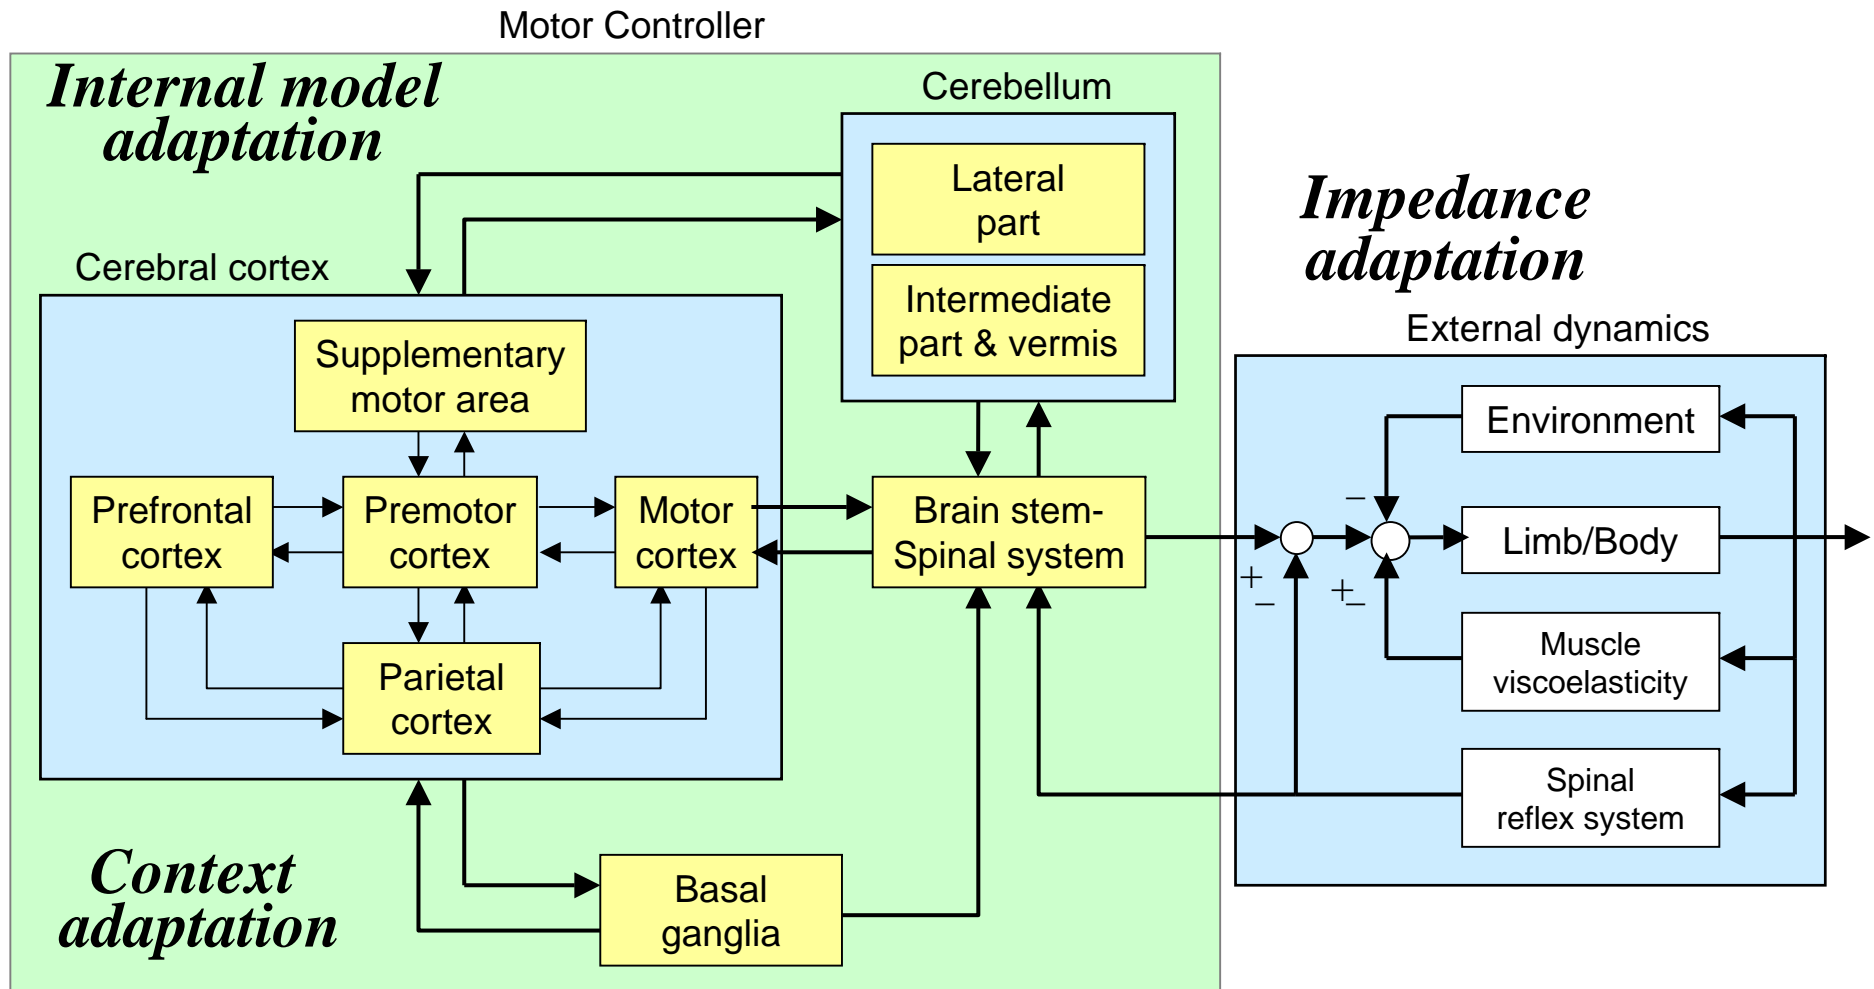 Motor Controller
Internal model
adaptation
Cerebellum
Lateral
part
Intermediate
part & vermis
Cerebral cortex
Supplementary
motor area
Prefrontal
cortex
Premotor
cortex
Motor
cortex
Parietal
cortex
Brain stem-
Spinal system
Basal
ganglia
Context
adaptation
Impedance
adaptation
External dynamics
Environment
−
Limb/Body
+
−
+
−
Muscle
viscoelasticity
Spinal
reflex system